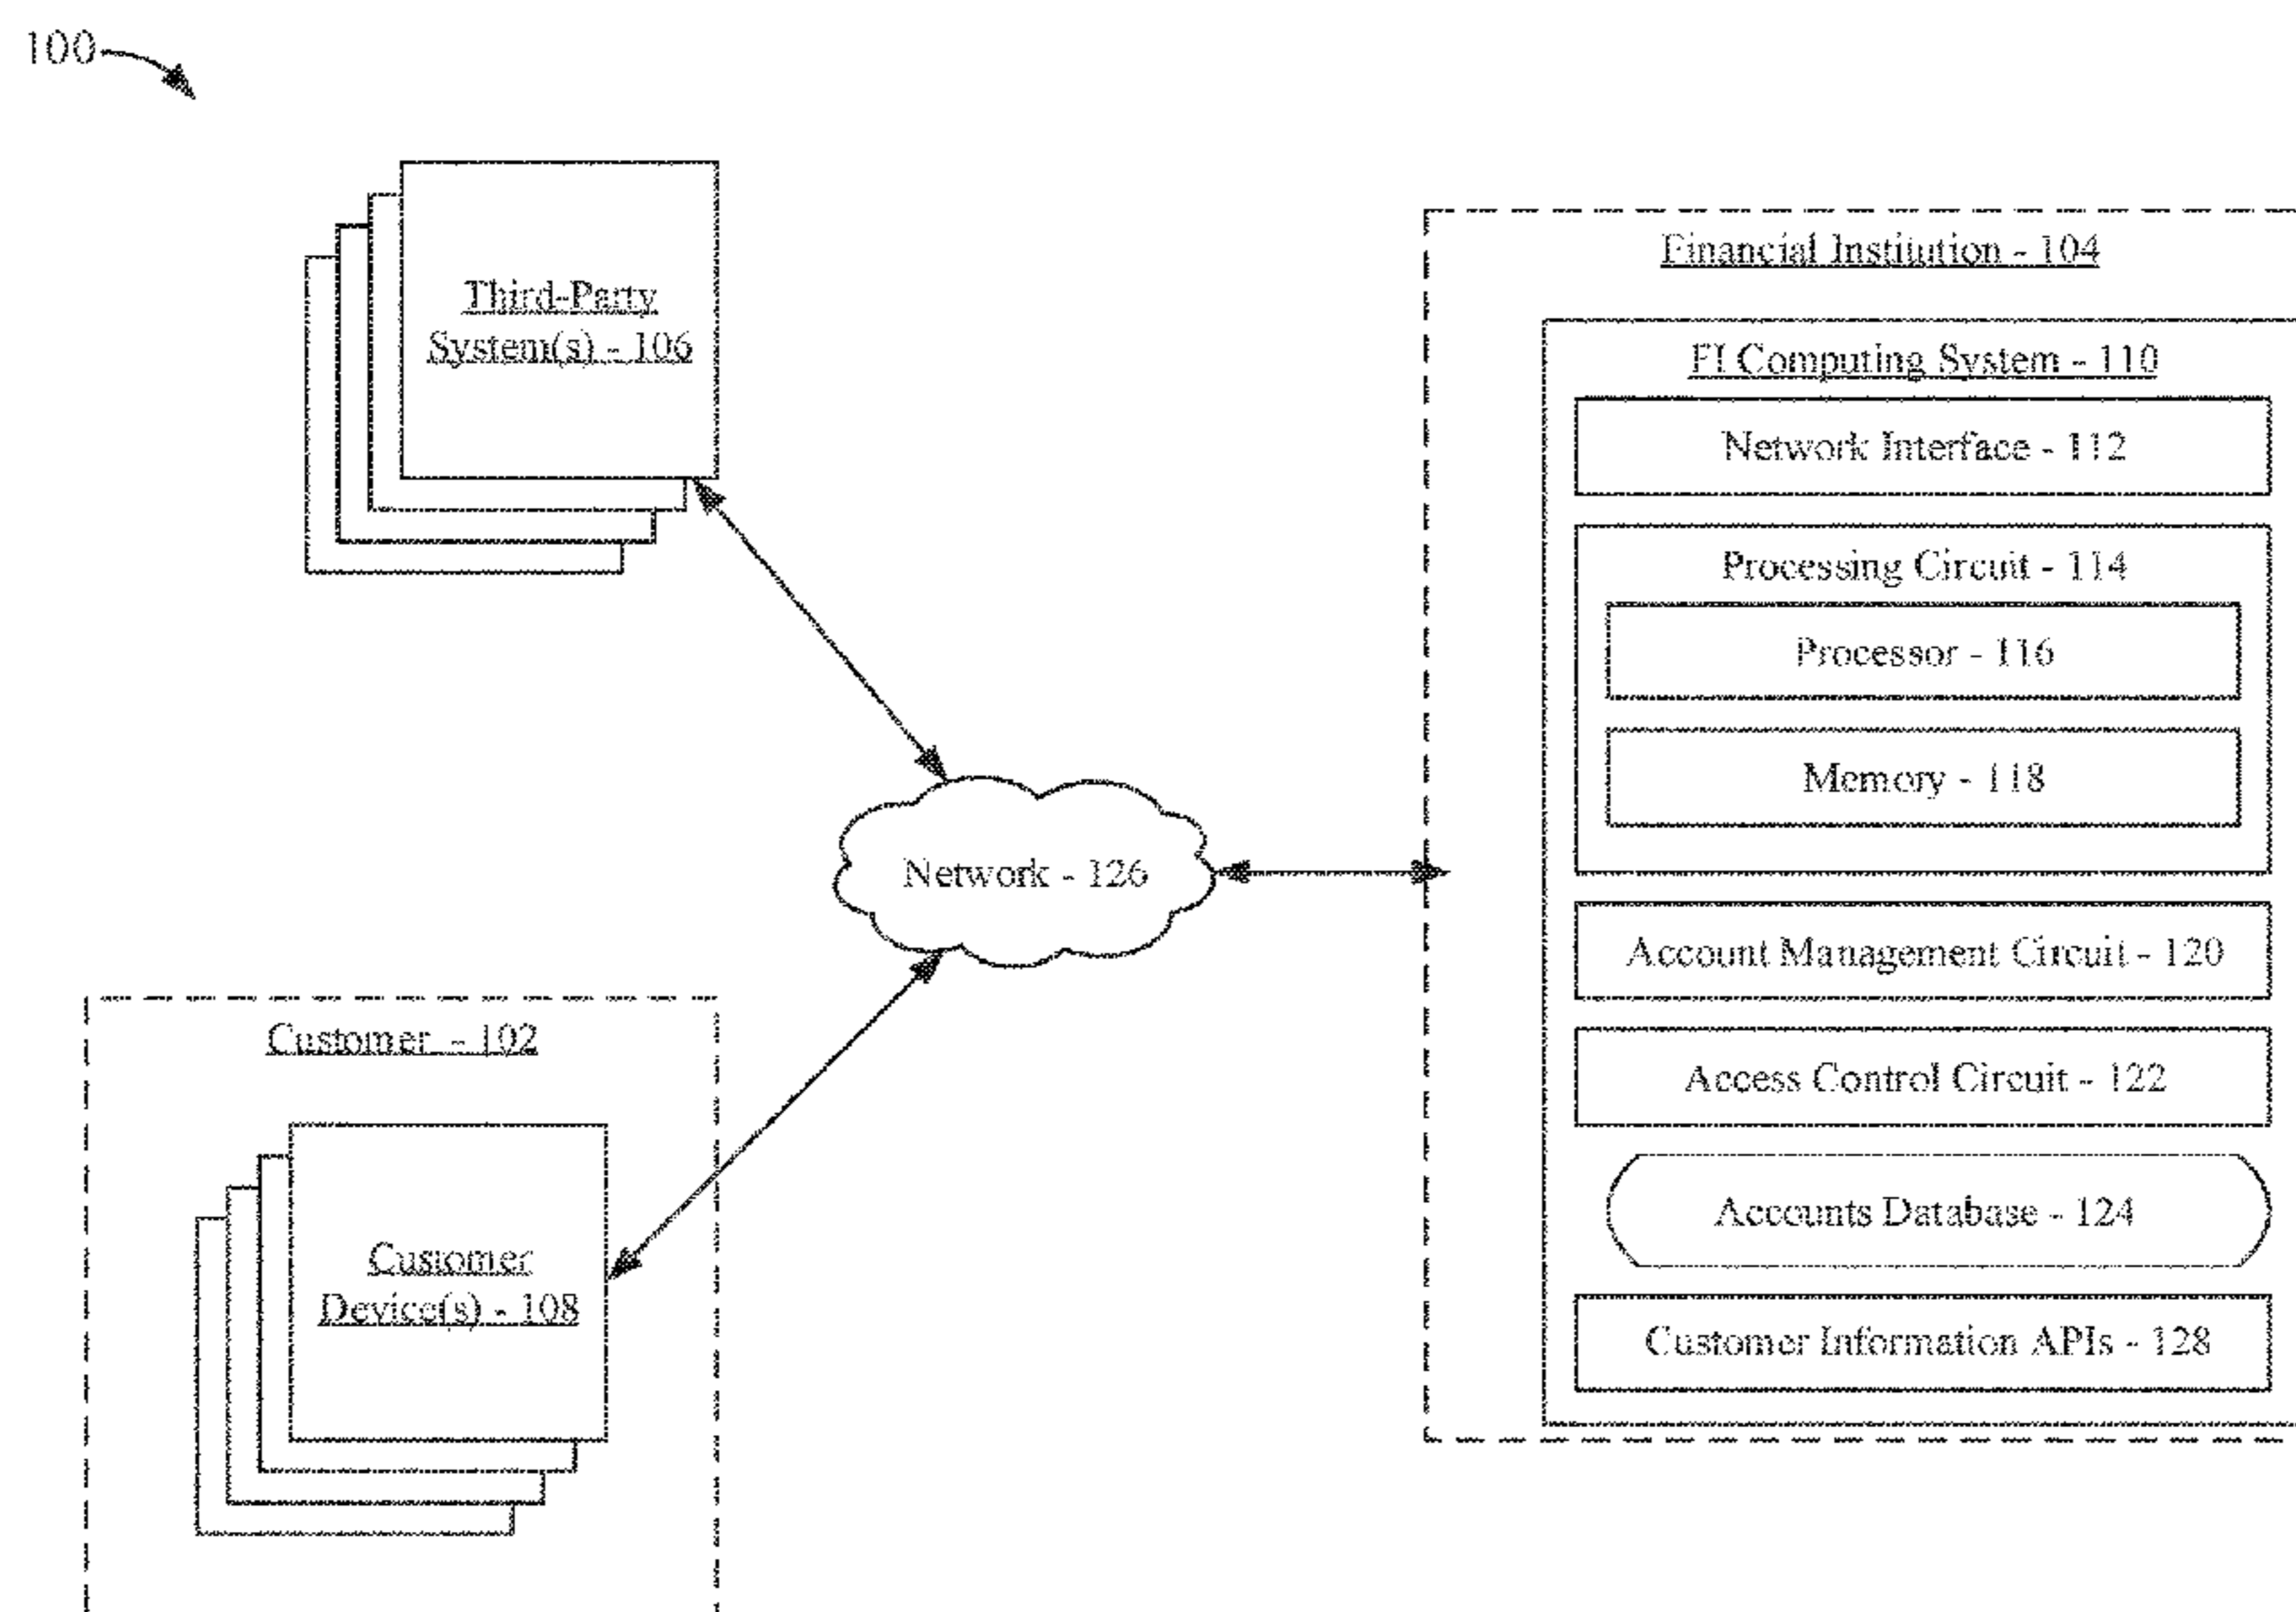 100
Third-Party
System(s) - 106
Financial Institution - 104
FI Computing System - 110
Network Interface - 112
Processing Circuit - 114
Processor - 116
Memory - 118
Network - 126
Account Management Circuit - 120
Access Control Circuit - 122
Accounts Database - 124
Customer Information APIs - 128
Customer - 102
Customer
Device(s) - 108